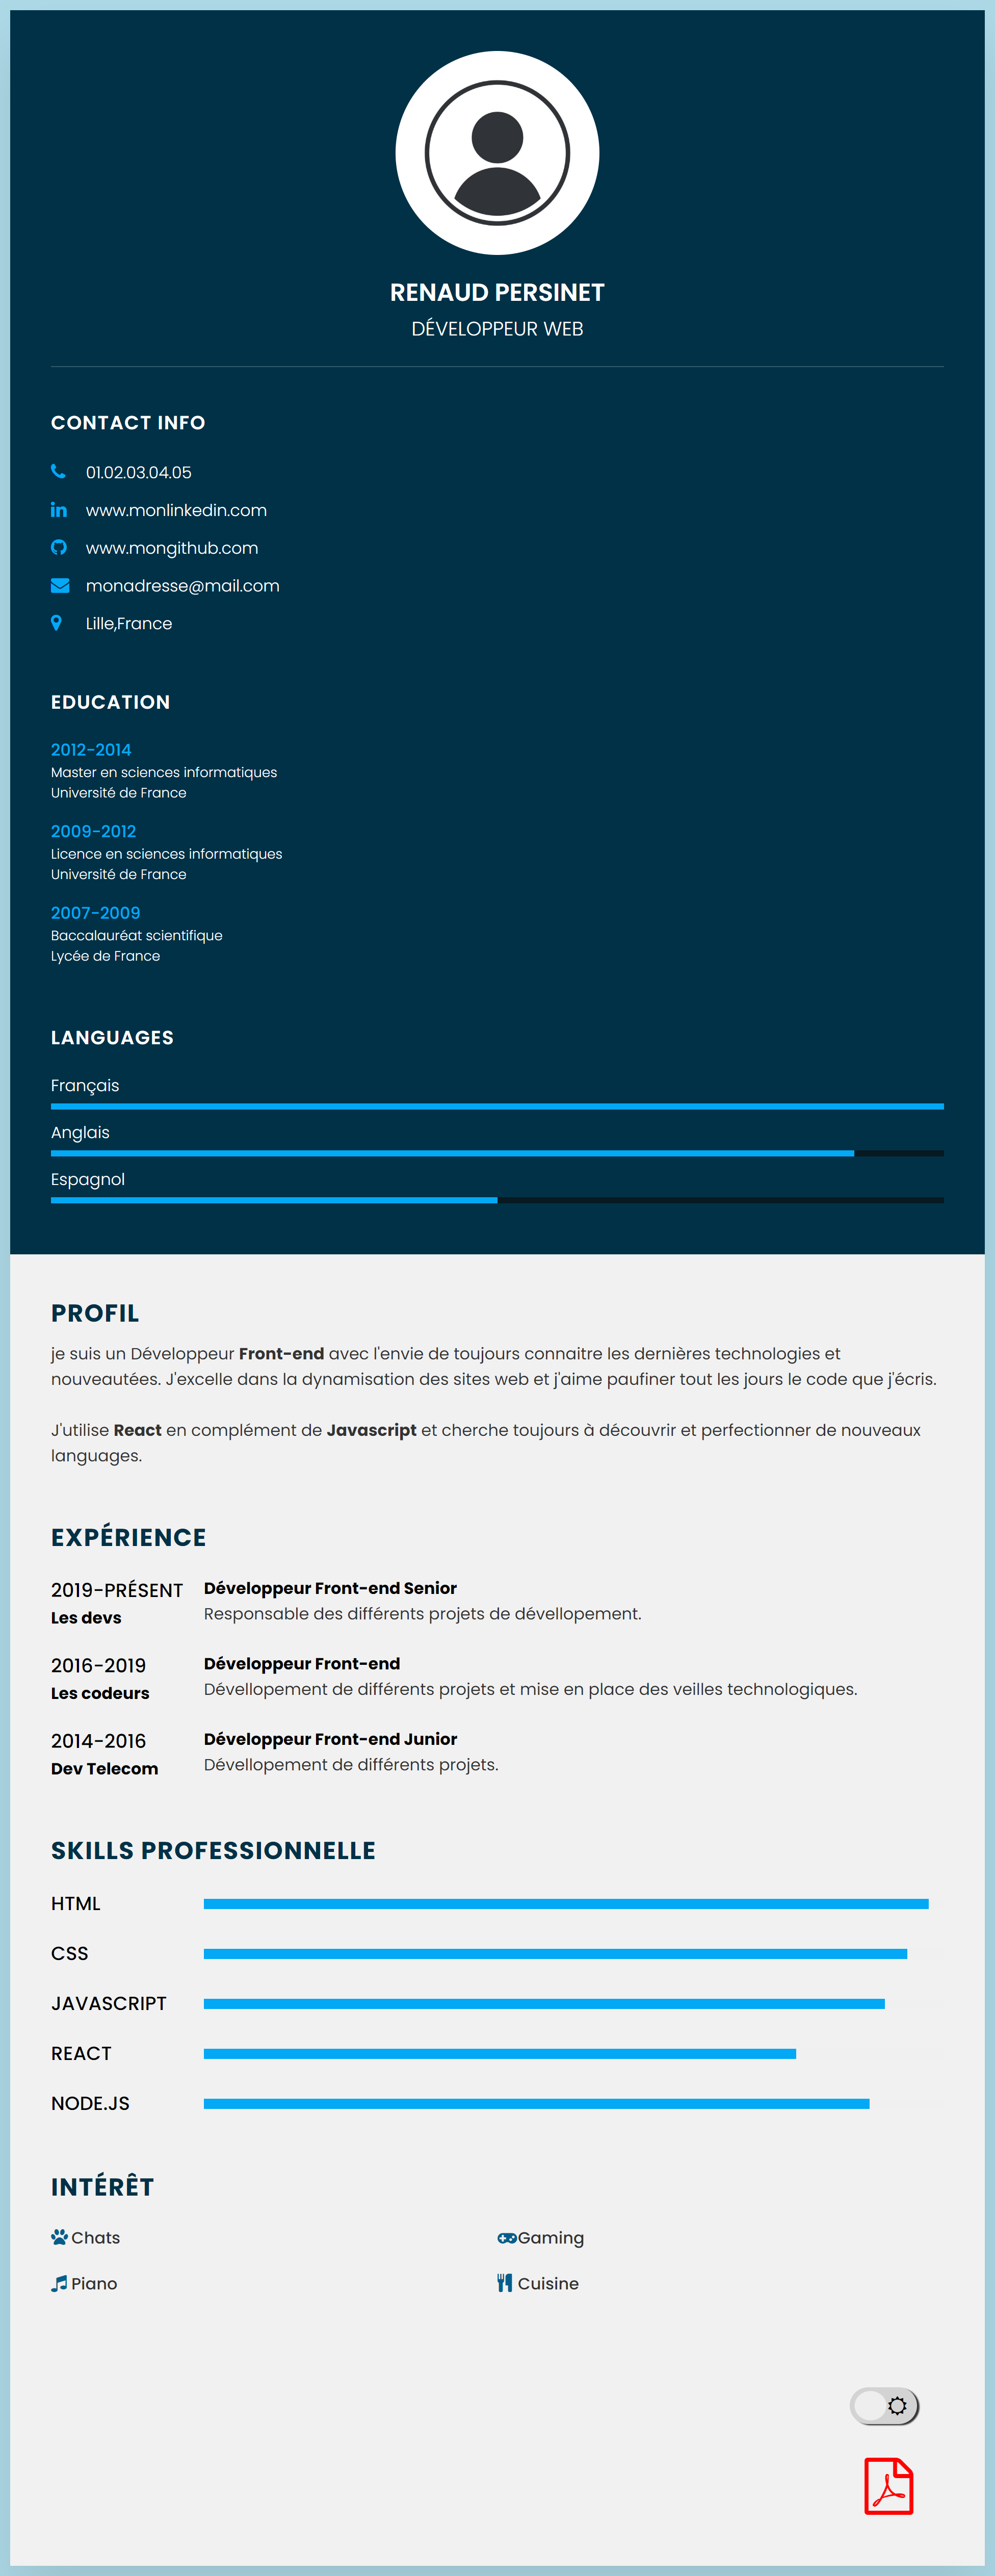 RENAUD PERSINET
DÉVELOPPEUR WEB
CONTACT INFO
01.02.03.04.05
www.monlinkedin.com
www.mongithub.com
monadresse@mail.com
Lille,France
EDUCATION
2012-2014
Master en sciences informatiques
Université de France
2009-2012
Licence en sciences informatiques
Université de France
2007-2009
Baccalauréat scientifique
Lycée de France
LANGUAGES
Français
Anglais
Espagnol
PROFIL
je suis un Développeur Front-end avec l'envie de toujours connaitre les dernières technologies et
nouveautées. J'excelle dans la dynamisation des sites web et j'aime paufiner tout les jours le code que j'écris.
J'utilise React en complément de Javascript et cherche toujours à découvrir et perfectionner de nouveaux
languages.
EXPÉRIENCE
2019-PRÉSENT Développeur Front-end Senior
Les devs Responsable des différents projets de dévellopement.
2016-2019 Développeur Front-end
Les codeurs Dévellopement de différents projets et mise en place des veilles technologiques.
2014-2016 Développeur Front-end Junior
Dev Telecom Dévellopement de différents projets.
SKILLS PROFESSIONNELLE
HTML
CSS
JAVASCRIPT
REACT
NODE.JS
INTÉRÊT
Chats Gaming
Piano Cuisine